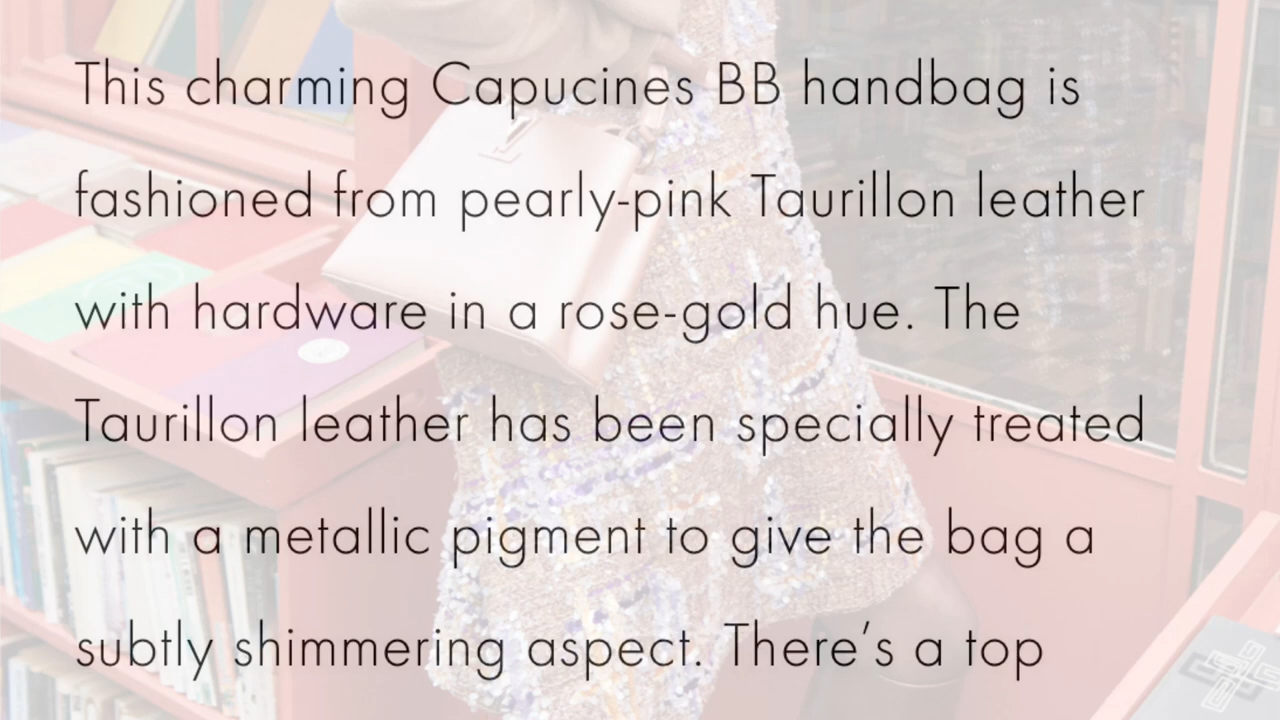 This charming Capucines BB handbag is
fashioned from pearly-pink Taurillon leather
with hardware in a rose-gold hue. The
Taurillon leather has been specially treated
with a metallic pigment to give the bag a
subtly shimmering aspect. There’s a top